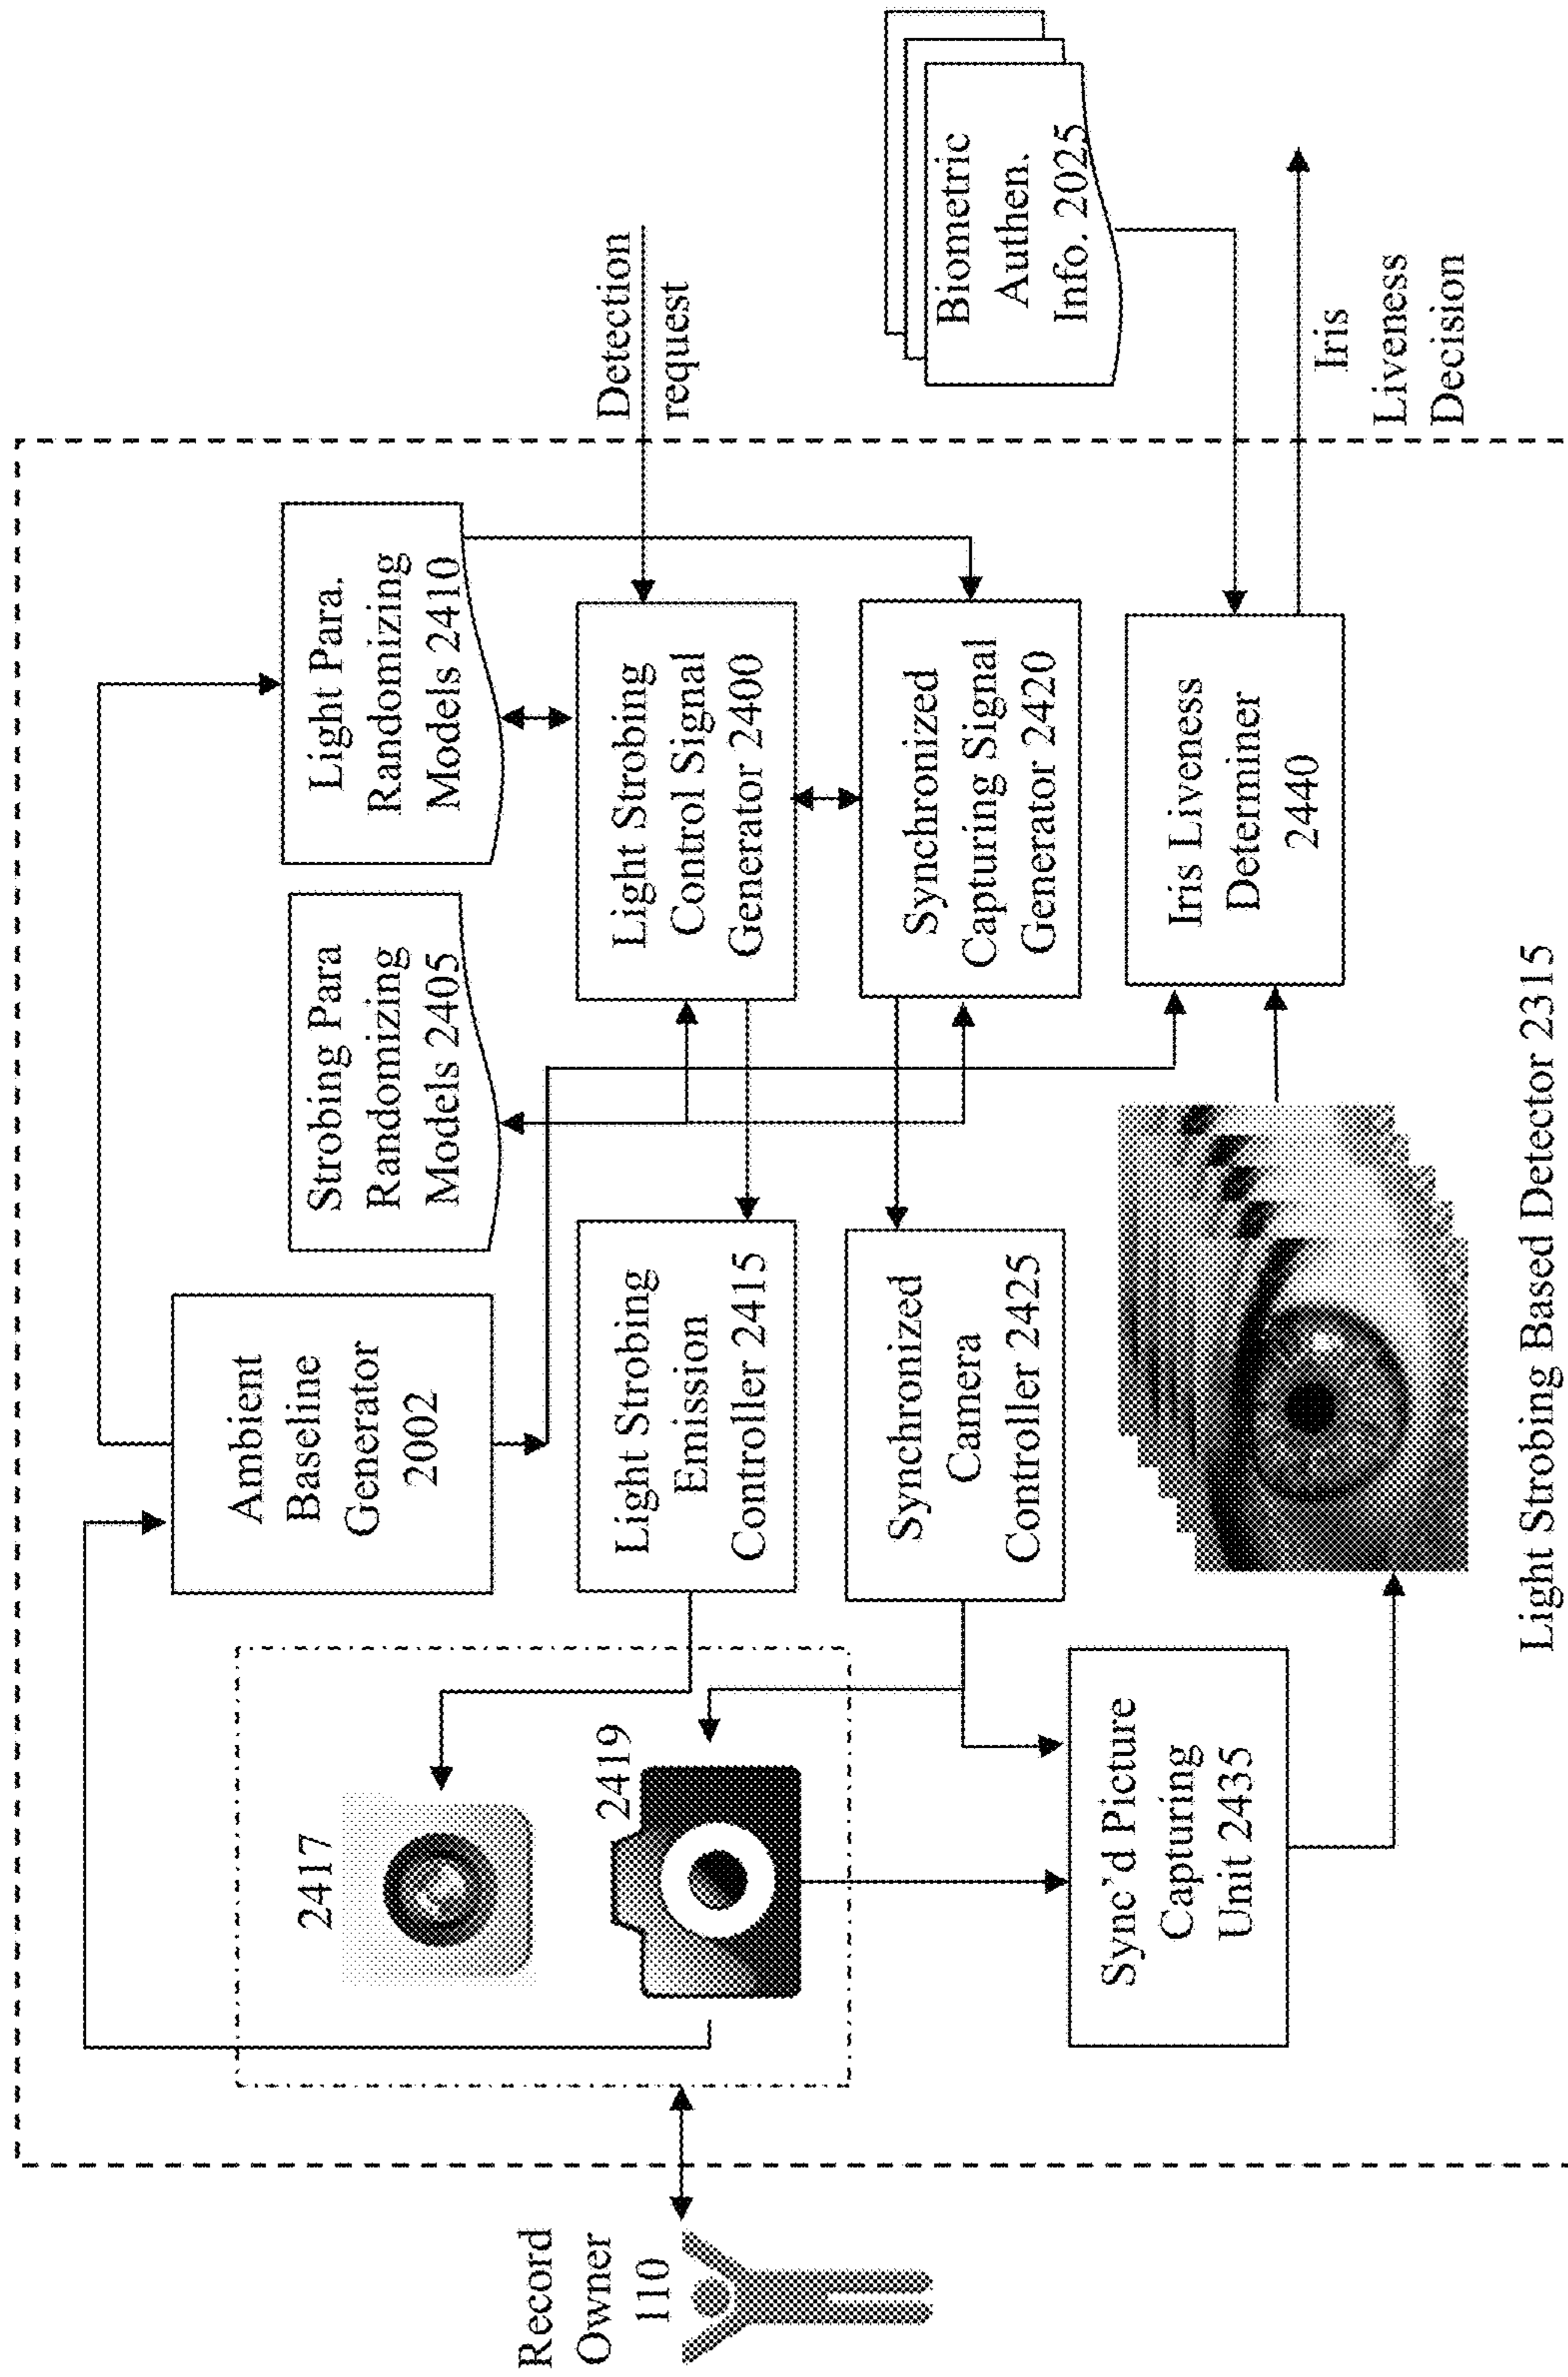 Record
Owner
110
2417
2419
Ambient
Baseline
Generator
2002
Strobing Para
Randomizing
Models 2405
Light Para.
Randomizing
Models 2410
Light Strobing
Emission
Controller 2415
Light Strobing
Control Signal
Generator 2400
Detection
request
Synchronized
Camera
Controller 2425
Synchronized
Capturing Signal
Generator 2420
Biometric
Authen.
Info. 2025
Sync'd Picture
Capturing
Unit 2435
Iris Liveness
Determiner
2440
Iris
Liveness
Decision
Light Strobing Based Detector 2315